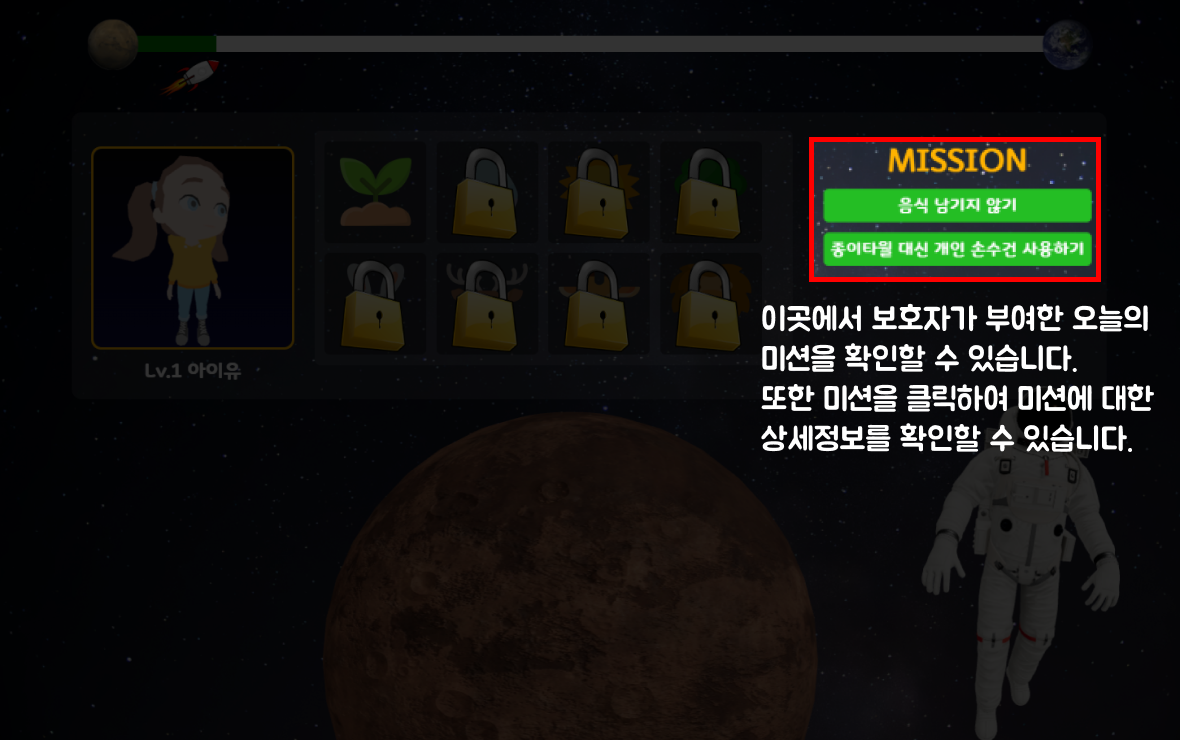 MISSION
음식 남기지 않기
종이타월 대신 개인 손수건 사용하기
이곳에서 보호자가 부여한 오늘의
미션을 확인할 수 있습니다.
또한 미션을 클릭하여 미션에 대한
상세정보를 확인할 수 있습니다.
Lv.1 아이유